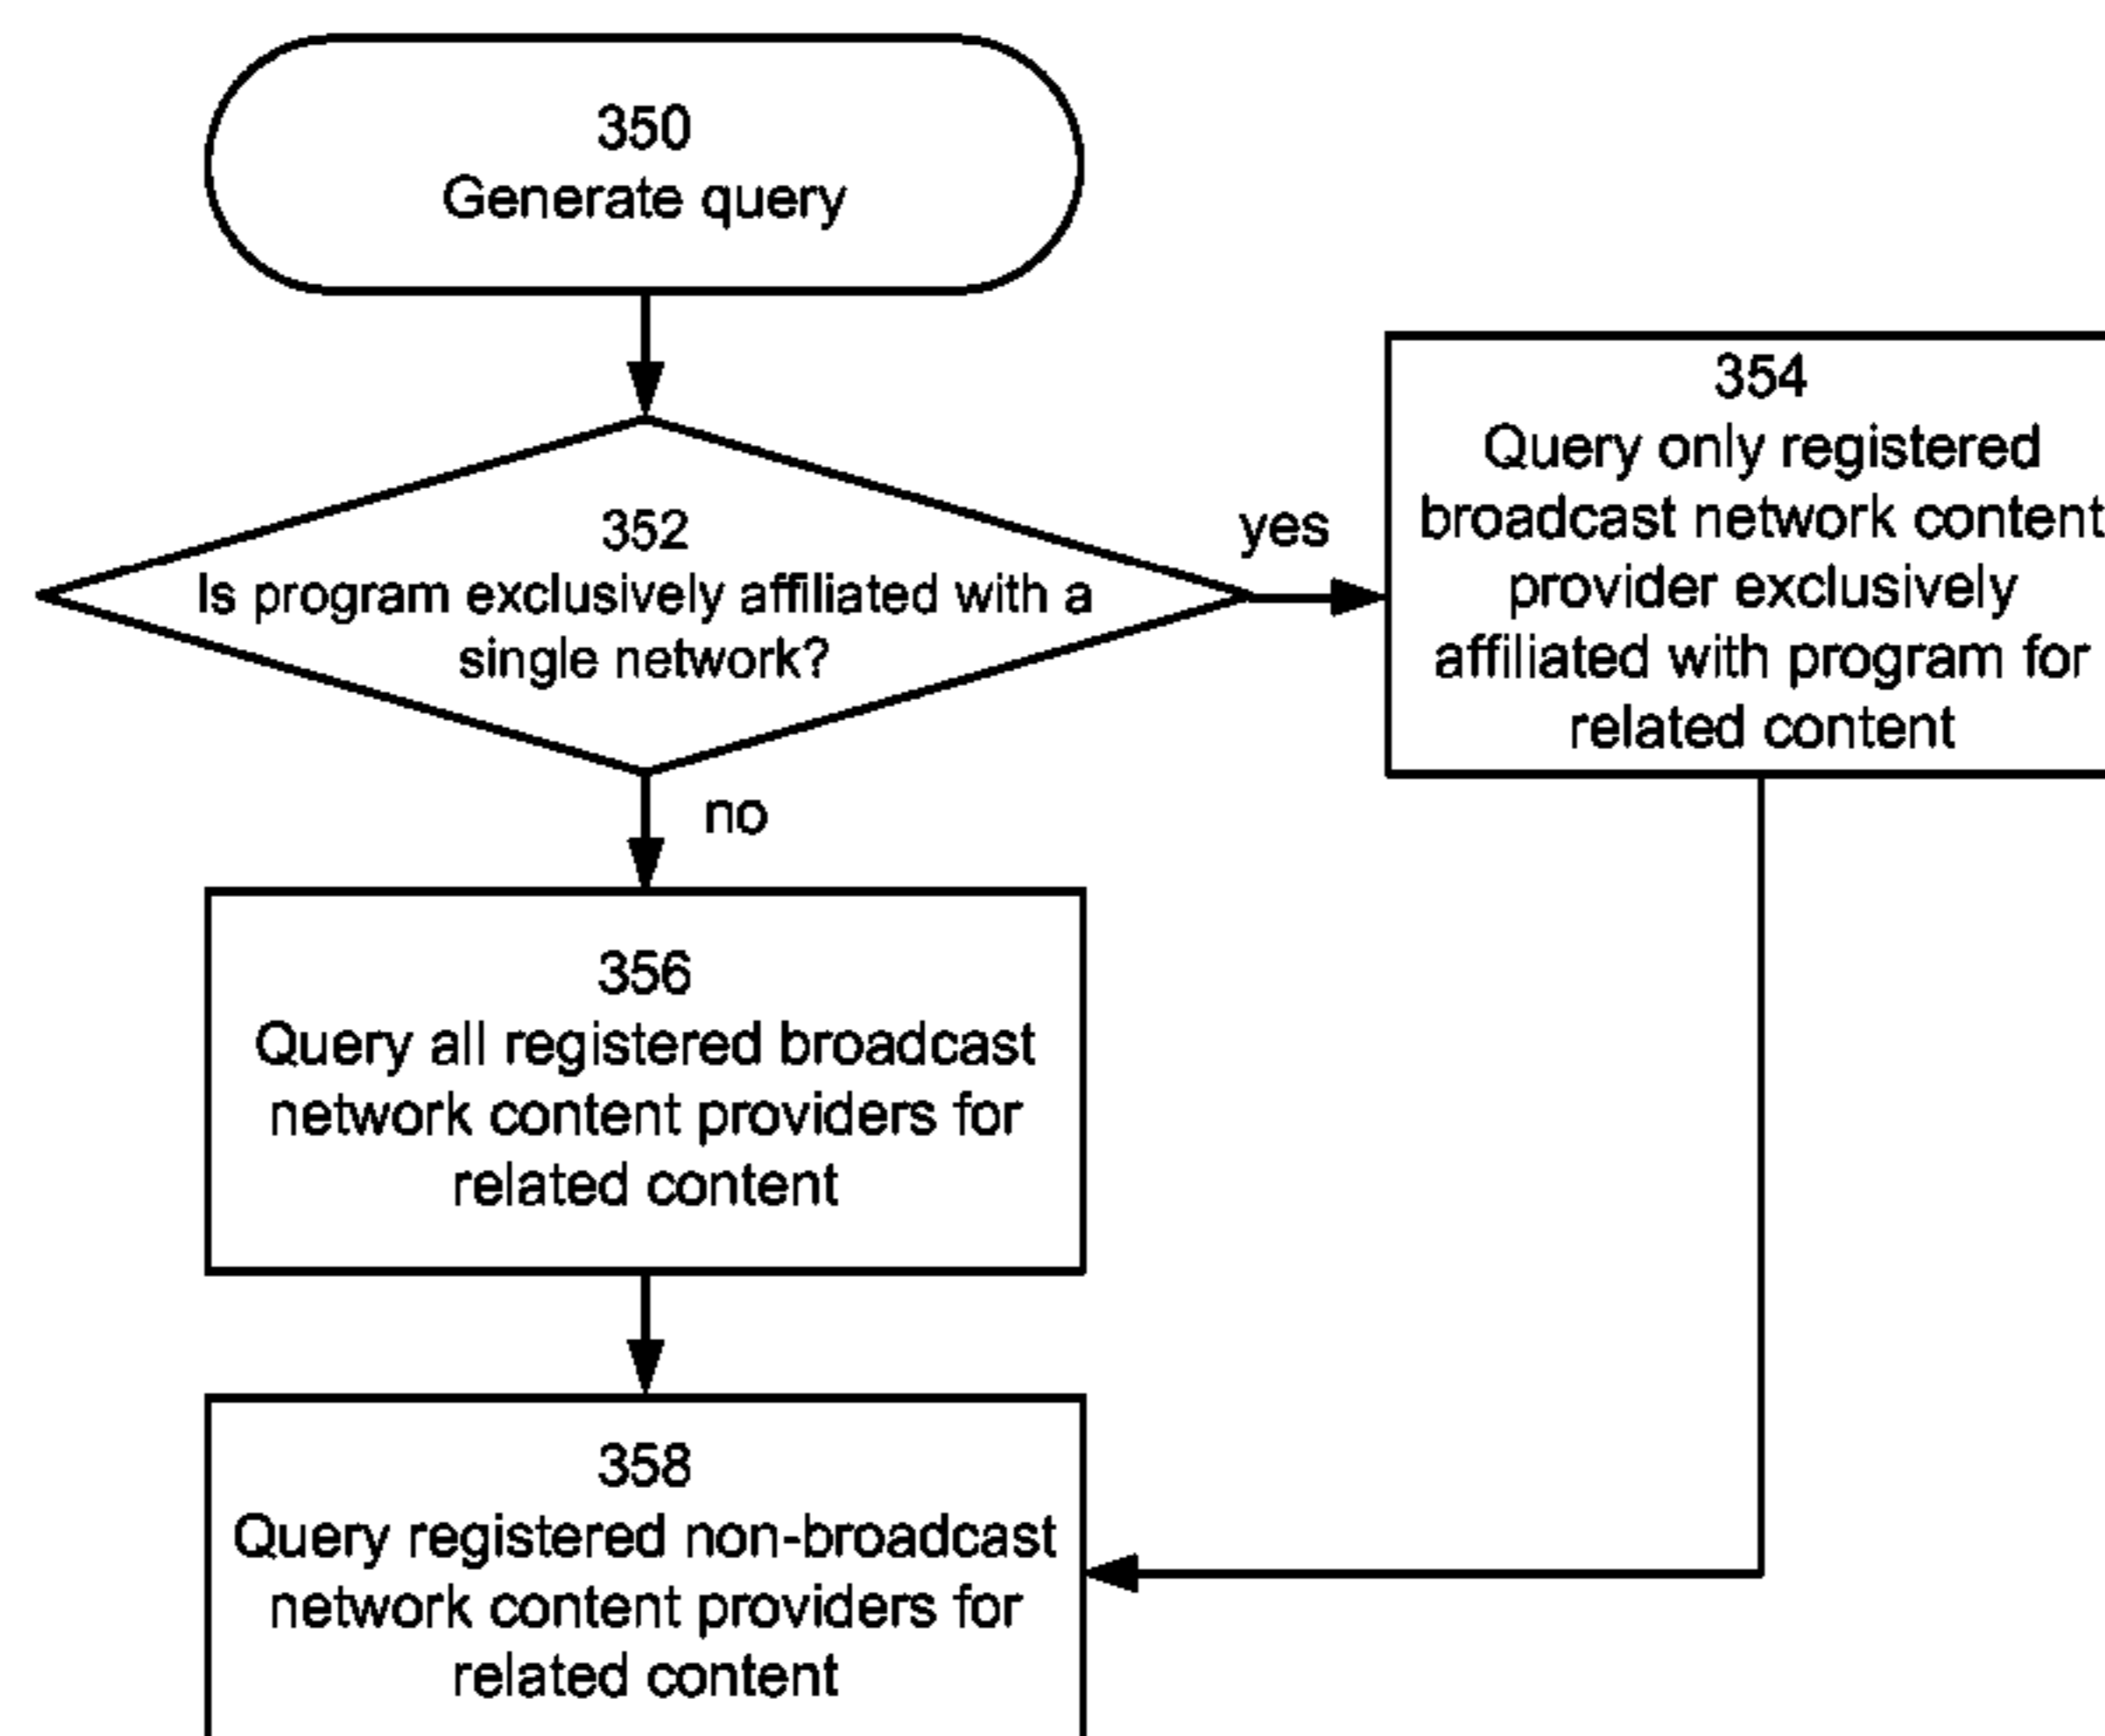 350
Generate query
352
Is program exclusively affiliated with a
single network?
yes
354
Query only registered
broadcast network content
provider exclusively
affiliated with program for
related content
no
356
Query all registered broadcast
network content providers for
related content
358
Query registered non-broadcast
network content providers for
related content